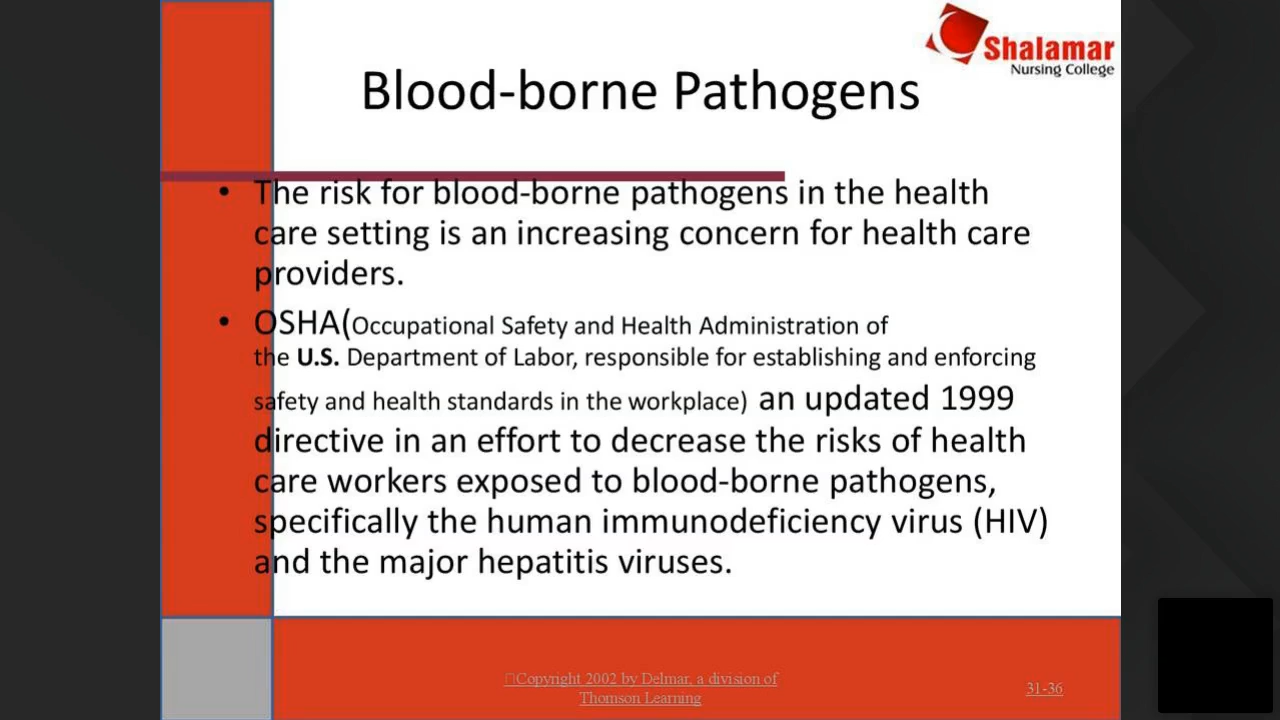 Shalamar
Nursing College
Blood-borne Pathogens
• The risk for blood-borne pathogens in the health
care setting is an increasing concern for health care
providers.
• OSHA(Occupational Safety and Health Administration of
the U.S. Department of Labor, responsible for establishing and enforcing
safety and health standards in the workplace) an updated 1999
directive in an effort to decrease the risks of health
care workers exposed to blood-borne pathogens,
specifically the human immunodeficiency virus (HIV)
and the major hepatitis viruses.
Copyright 2002 by Delmar, a division of
Thomson Learning
31-36